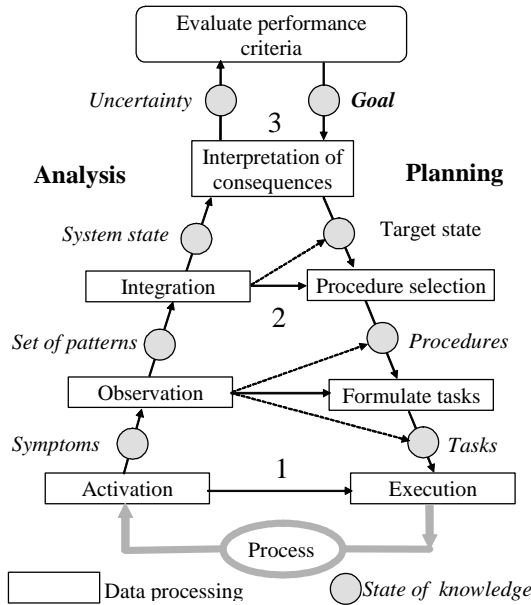 Evaluate performance
criteria
Uncertainty
Goal
3
Analysis
Interpretation of
consequences
Planning
System state
Target state
Integration
Procedure selection
2
Set of patterns
Procedures
Observation
Formulate tasks
Symptoms
Tasks
1
Activation
Execution
Process
Data processing
State of knowledge